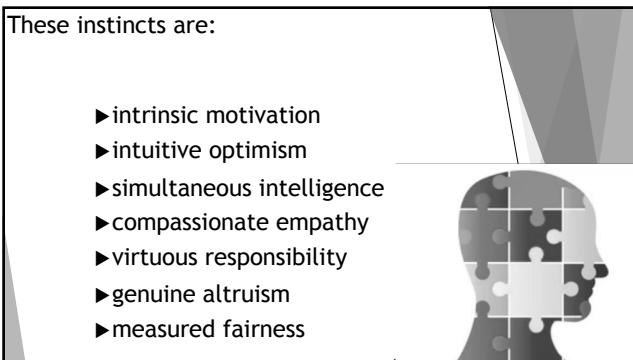 These instincts are:
▶intrinsic motivation
▶intuitive optimism
▶simultaneous intelligence
▶compassionate empathy
▶virtuous responsibility
▶genuine altruism
▶measured fairness